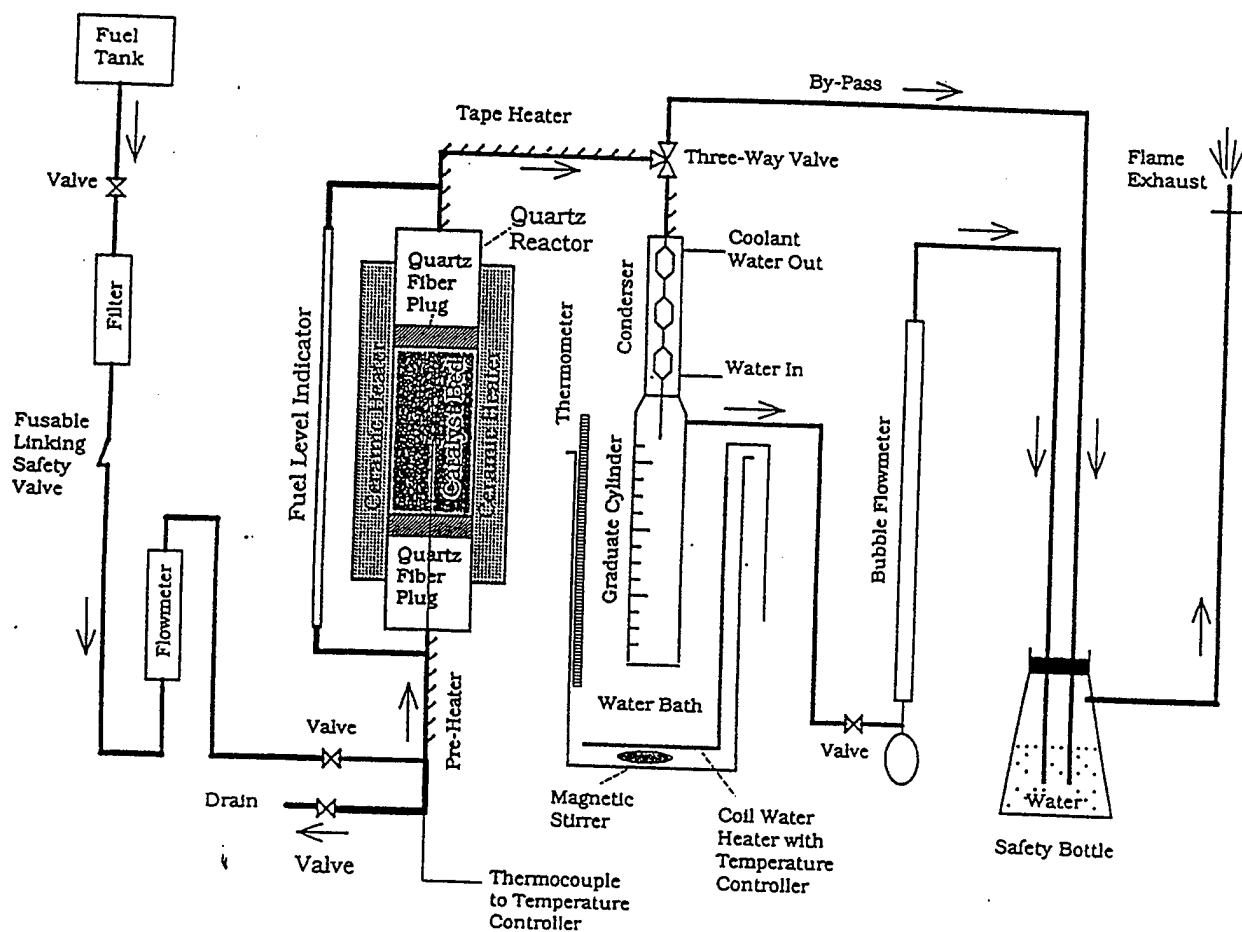 Fuel
Tank
Valve
Filter
Fusable
Linking
Safety
Valve
Flowmeter
Valve
Drain
Valve
Pre-Heater
Thermocouple
to Temperature
Controller
Fuel Level Indicator
Ceramic Heater
Quartz
Fiber
Plug
Catalyst Bed
Ceramic Heater
Quartz
Fiber
Plug
Quartz
Reactor
Tape Heater
Three-Way Valve
By-Pass
Conderser
Coolant
Water Out
Water In
Thermometer
Graduate Cylinder
Water Bath
Magnetic
Stirrer
Coil Water
Heater with
Temperature
Controller
Valve
Bubble Flowmeter
Flame
Exhaust
Water
Safety Bottle